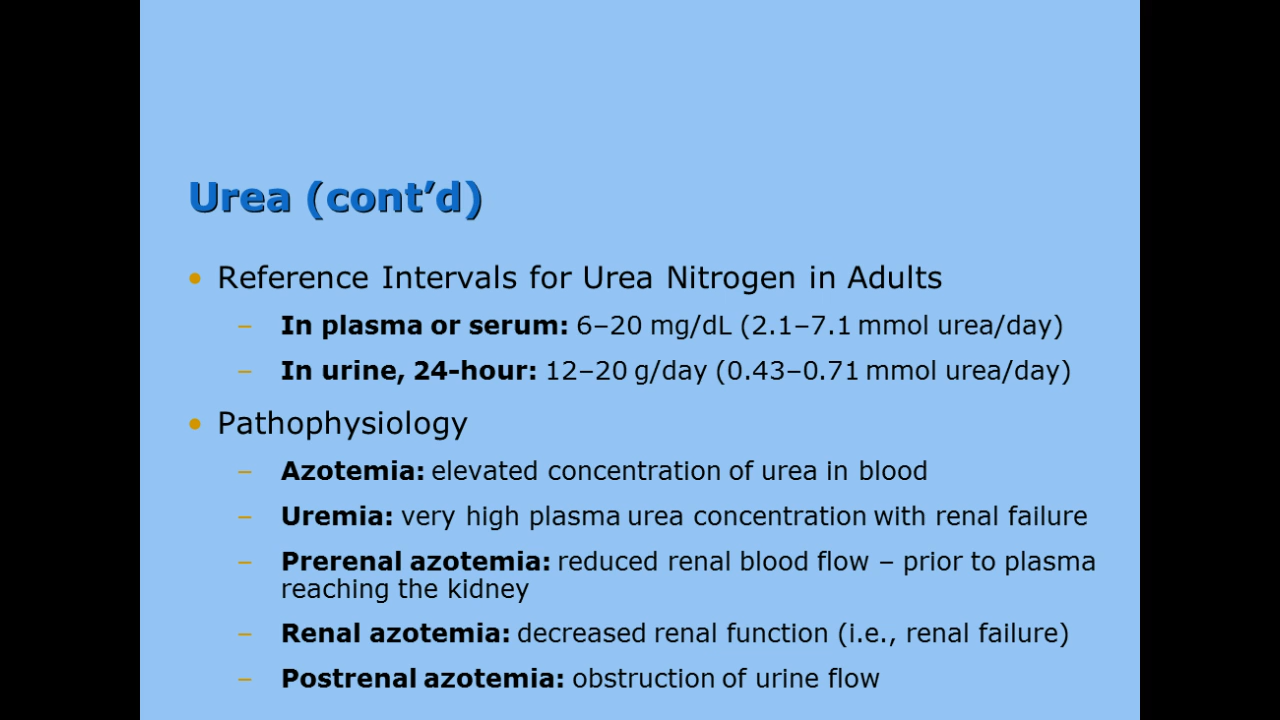 Urea (cont’d)
• Reference Intervals for Urea Nitrogen in Adults
– In plasma or serum: 6–20 mg/dL (2.1–7.1 mmol urea/day)
– In urine, 24-hour: 12–20 g/day (0.43–0.71 mmol urea/day)
• Pathophysiology
– Azotemia: elevated concentration of urea in blood
– Uremia: very high plasma urea concentration with renal failure
– Prerenal azotemia: reduced renal blood flow – prior to plasma
reaching the kidney
– Renal azotemia: decreased renal function (i.e., renal failure)
– Postrenal azotemia: obstruction of urine flow